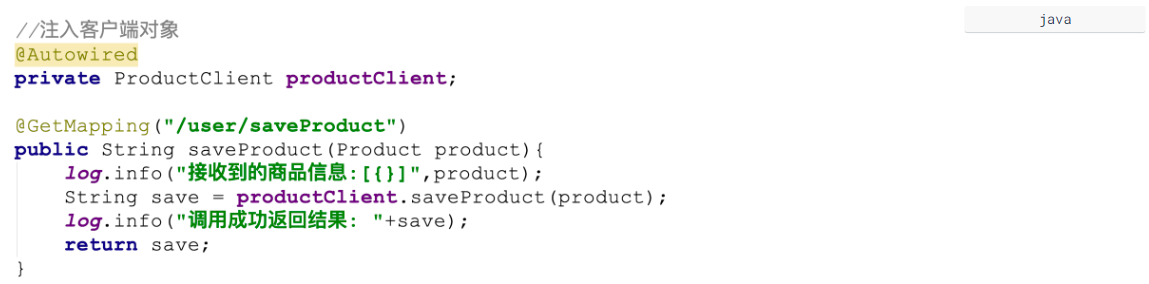 //注入客户端对象
java
@Autowired
private ProductClient productClient;
@GetMapping("/user/saveProduct")
public String saveProduct(Product product){
log.info("接收到的商品信息:[{}]",product);
String save = productClient.saveProduct(product);
log.info("调用成功返回结果: "+save);
return save;
}